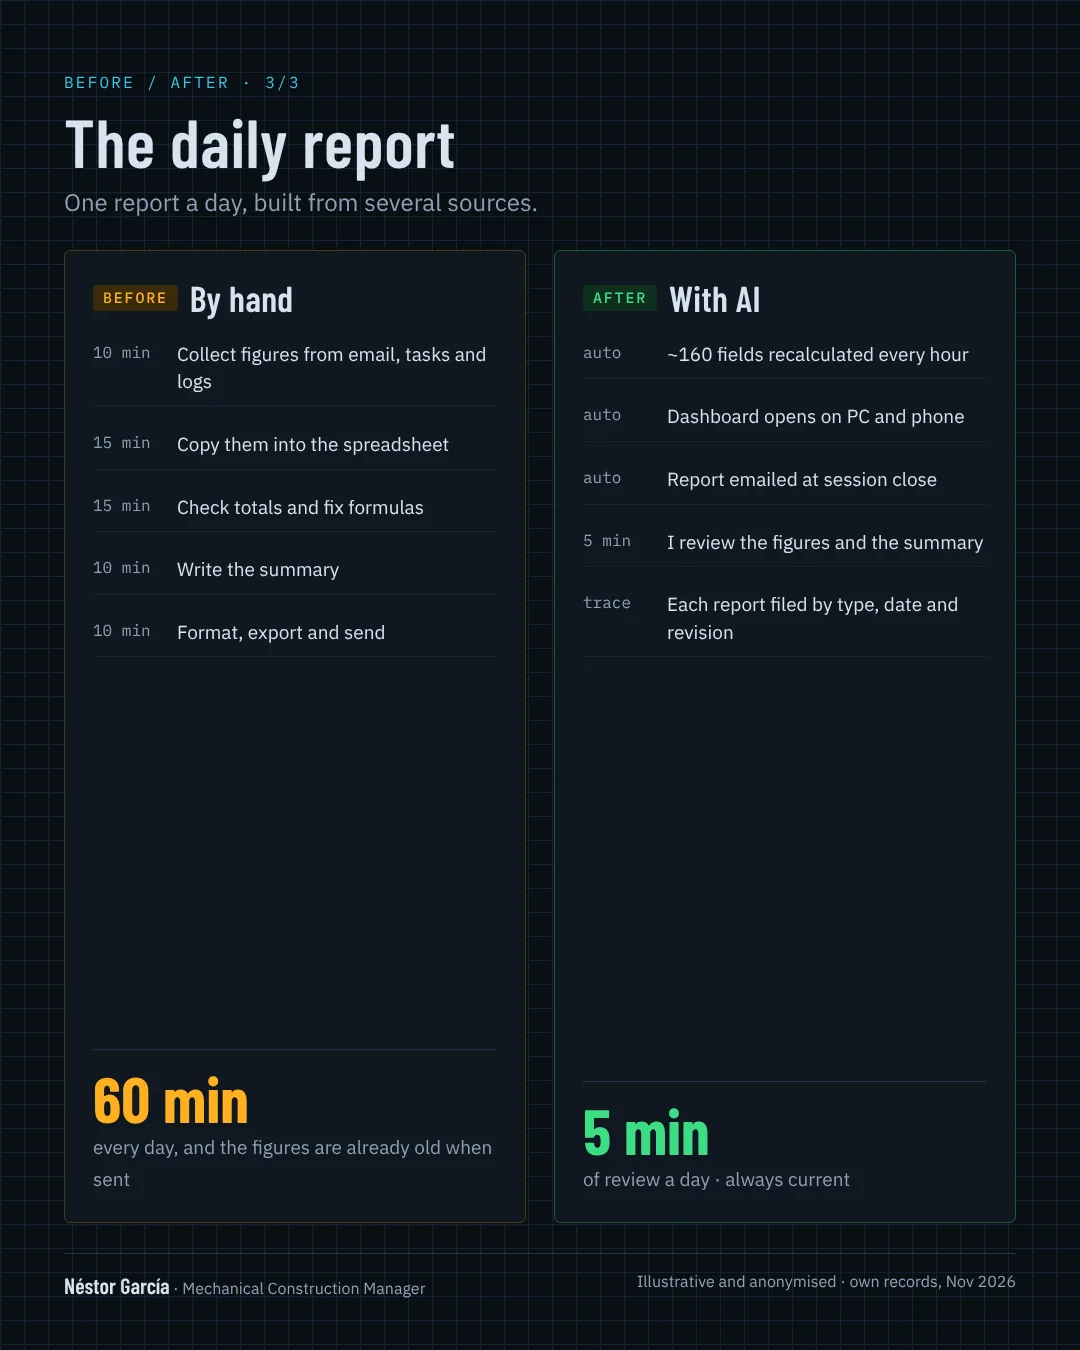 BEFORE / AFTER · 3/3
The daily report
One report a day, built from several sources.
BEFORE By hand
10 min Collect figures from email, tasks and
logs
15 min Copy them into the spreadsheet
15 min Check totals and fix formulas
10 min Write the summary
10 min Format, export and send
60 min
every day, and the figures are already old when
sent
AFTER With AI
auto ~160 fields recalculated every hour
auto Dashboard opens on PC and phone
auto Report emailed at session close
5 min I review the figures and the summary
trace Each report filed by type, date and
revision
5 min
of review a day · always current
Néstor García · Mechanical Construction Manager
Illustrative and anonymised · own records, Nov 2026